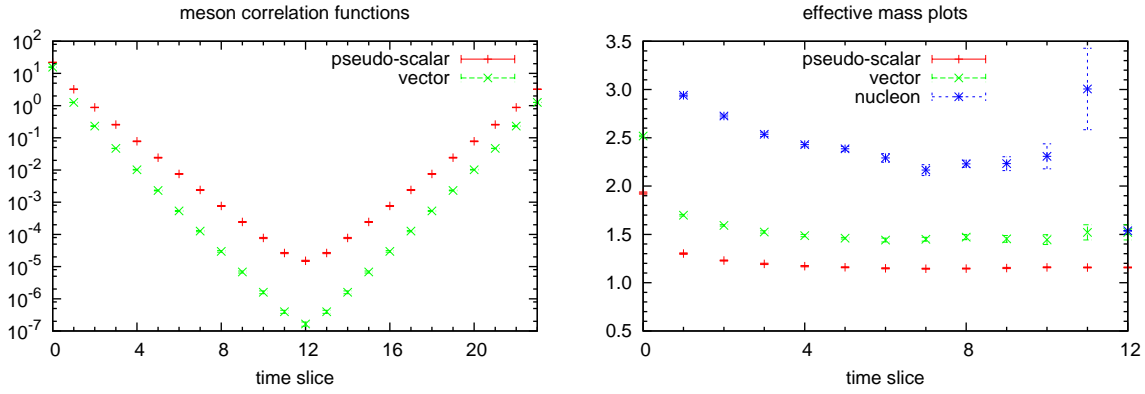 meson correlation functions
pseudo-scalar
vector
10^2
10^1
10^0
10^-1
10^-2
10^-3
10^-4
10^-5
10^-6
10^-7
0 4 8 12 16 20
time slice
effective mass plots
pseudo-scalar
vector
nucleon
3.5
3.0
2.5
2.0
1.5
1.0
0.5
0 2 4 6 8 10 12
time slice